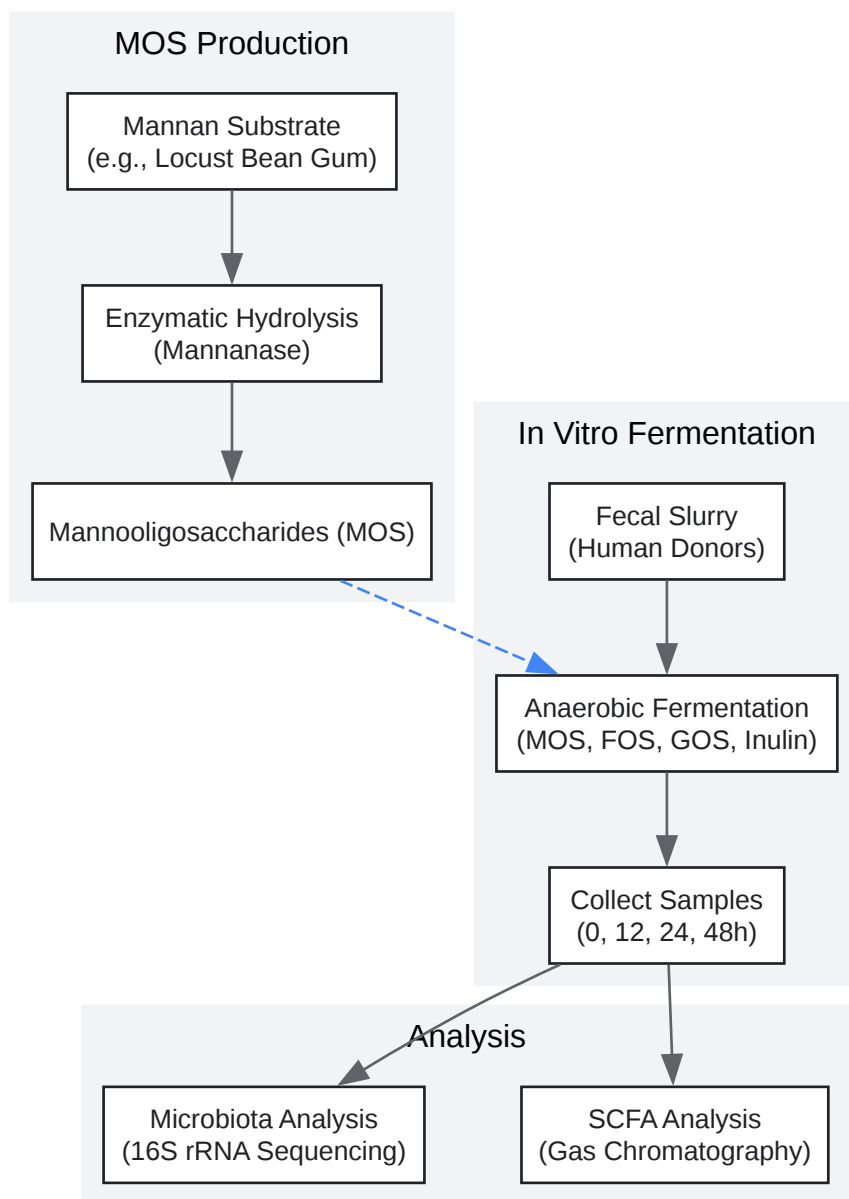 MOS Production
Mannan Substrate
(e.g., Locust Bean Gum)
Enzymatic Hydrolysis
(Mannanase)
Mannooligosaccharides (MOS)
In Vitro Fermentation
Fecal Slurry
(Human Donors)
Anaerobic Fermentation
(MOS, FOS, GOS, Inulin)
Collect Samples
(0, 12, 24, 48h)
Analysis
Microbiota Analysis
(16S rRNA Sequencing)
SCFA Analysis
(Gas Chromatography)